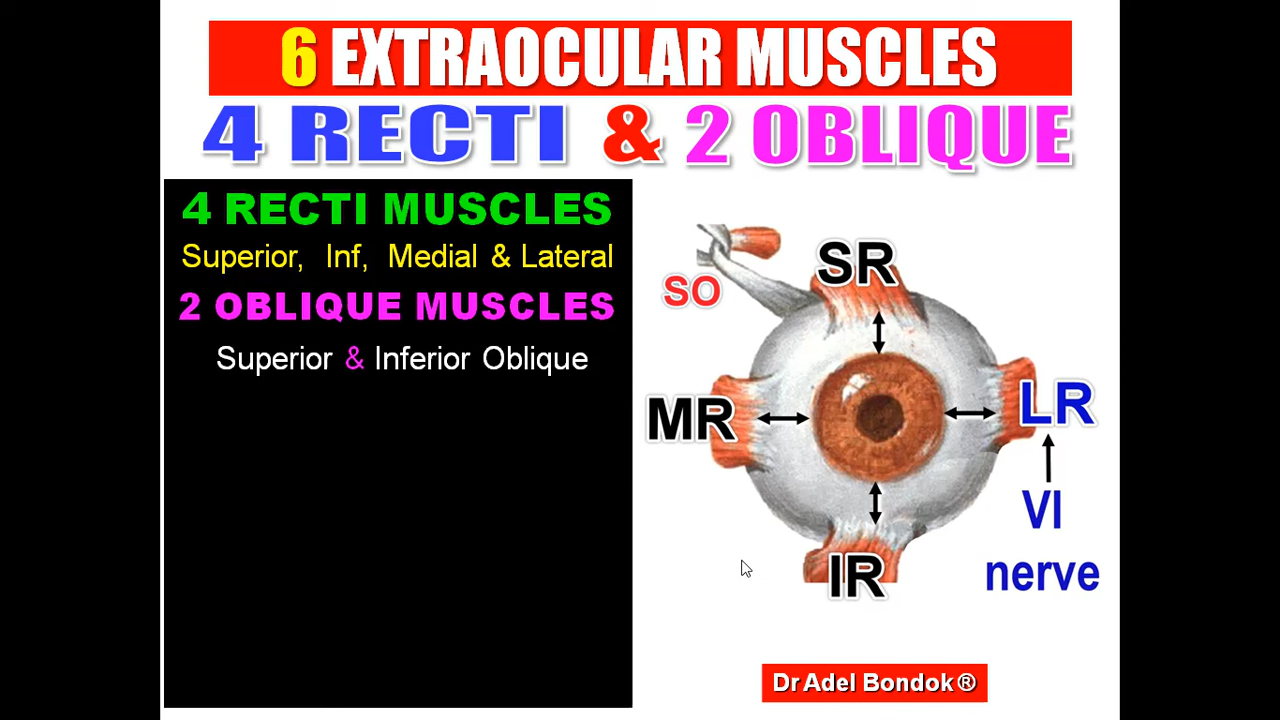 6 EXTRAOCULAR MUSCLES
4 RECTI & 2 OBLIQUE
4 RECTI MUSCLES
Superior, Inf, Medial & Lateral
2 OBLIQUE MUSCLES
Superior & Inferior Oblique
SO
SR
MR
LR
VI
nerve
IR
Dr Adel Bondok ®